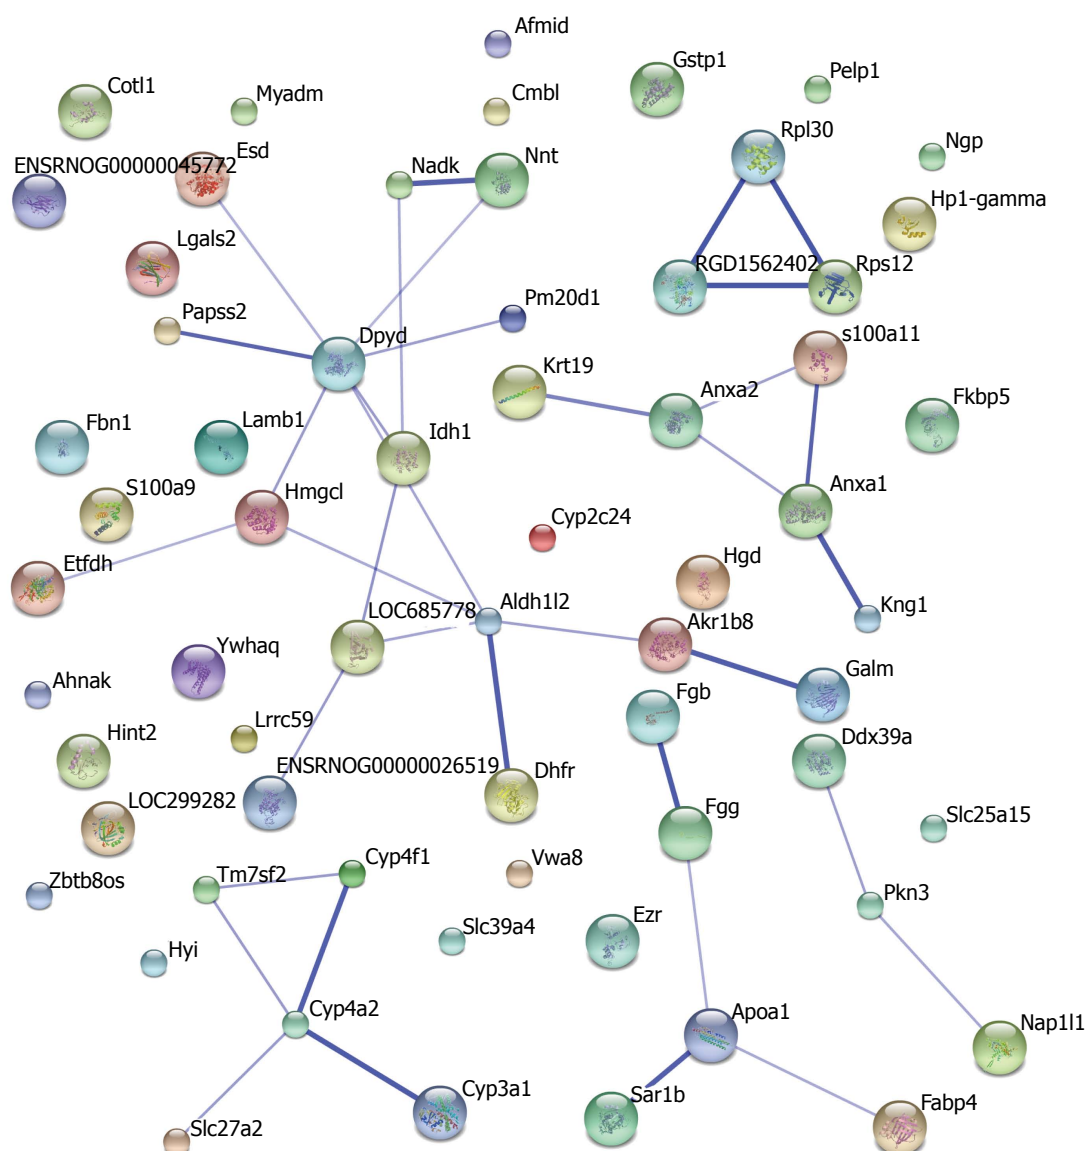 Afmid
Cotl1
Myadm
Cmbl
Gstp1
Pelp1
Rpl30
Ngp
ENSRNOG00000045772
Esd
Nadk
Nnt
Hp1-gamma
Lgals2
RGD1562402
Rps12
Papss2
Dpyd
Pm20d1
s100a11
Krt19
Anxa2
Fkbp5
Fbn1
Lamb1
Idh1
S100a9
Hmgcl
Anxa1
Cyp2c24
Etfdh
Hgd
Kng1
LOC685778
Aldh1l2
Akr1b8
Ywhaq
Galm
Ahnak
Fgb
Lrrc59
Hint2
Ddx39a
ENSRNOG00000026519
Dhfr
LOC299282
Fgg
Slc25a15
Zbtb8os
Tm7sf2
Cyp4f1
Vwa8
Pkn3
Hyi
Slc39a4
Ezr
Cyp4a2
Apoa1
Nap1l1
Cyp3a1
Sar1b
Fabp4
Slc27a2